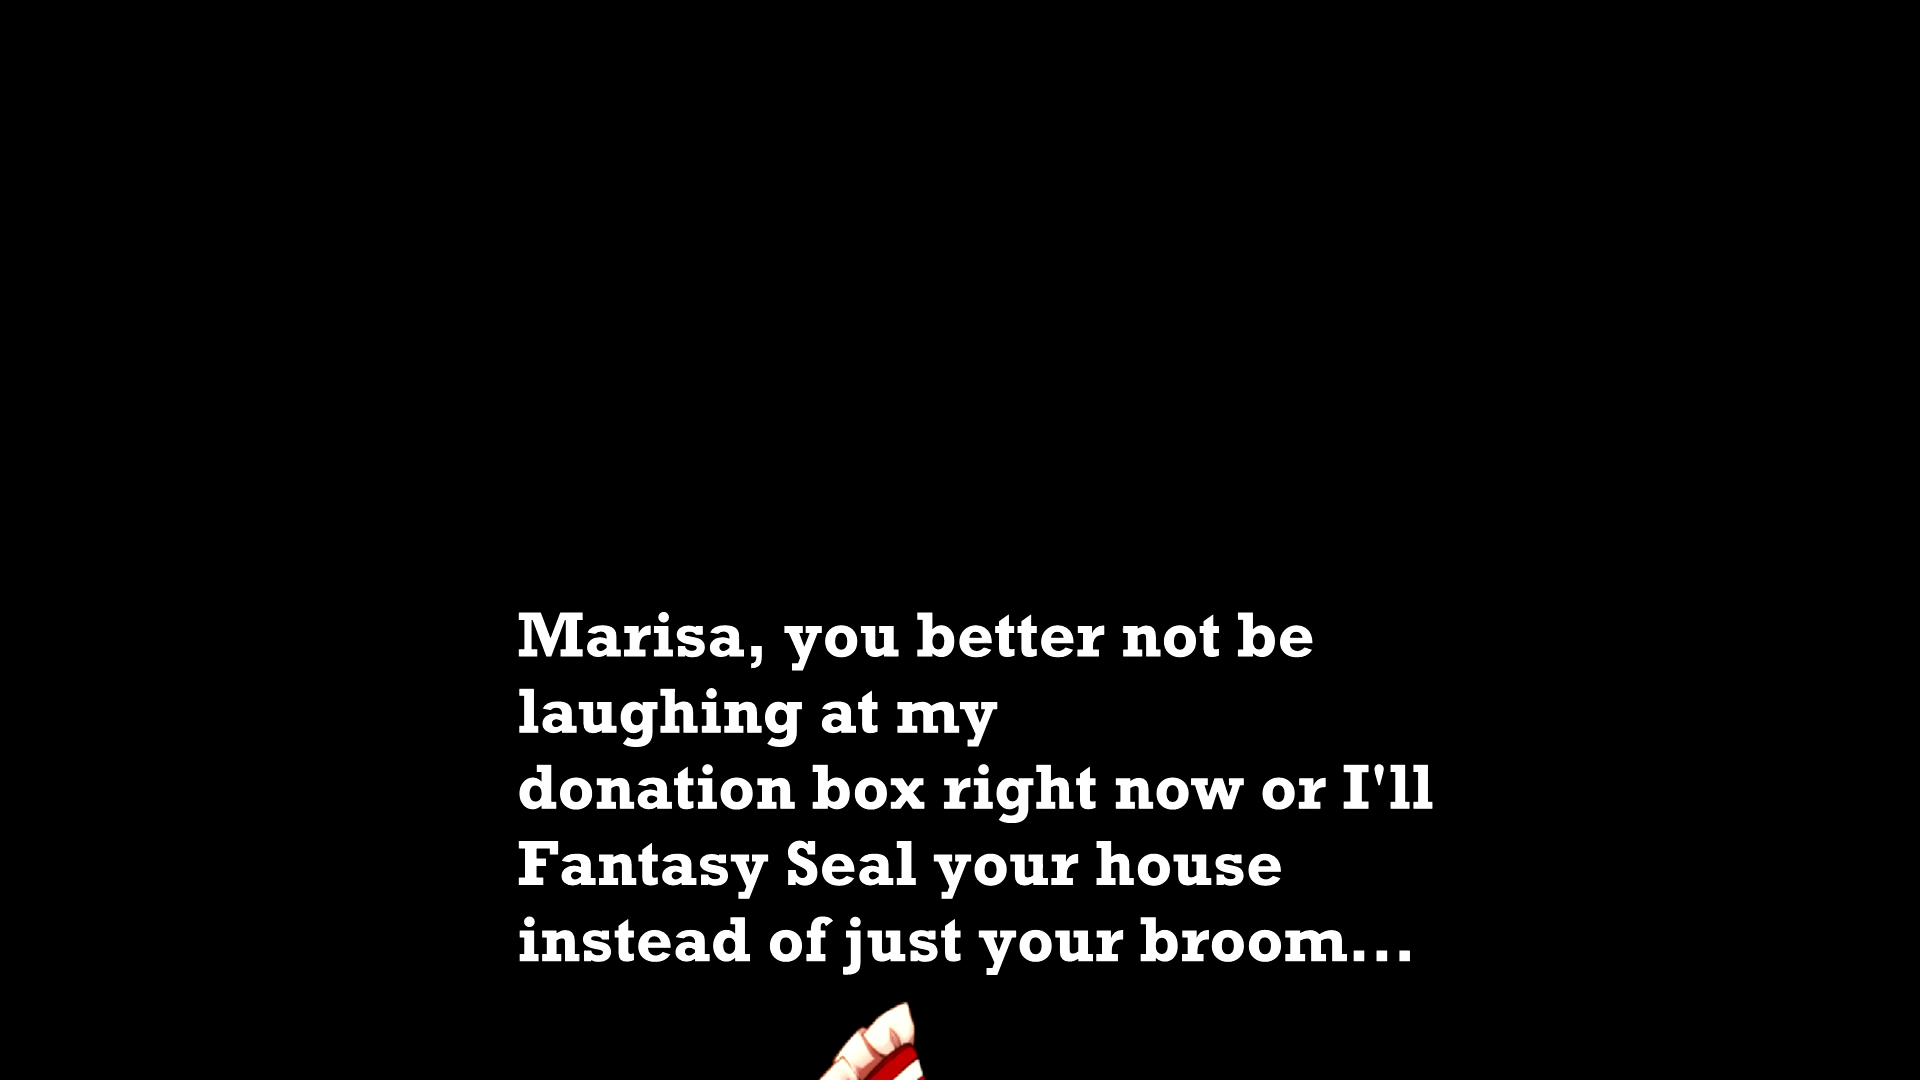 Marisa, you better not be
laughing at my
donation box right now or I'll
Fantasy Seal your house
instead of just your broom...